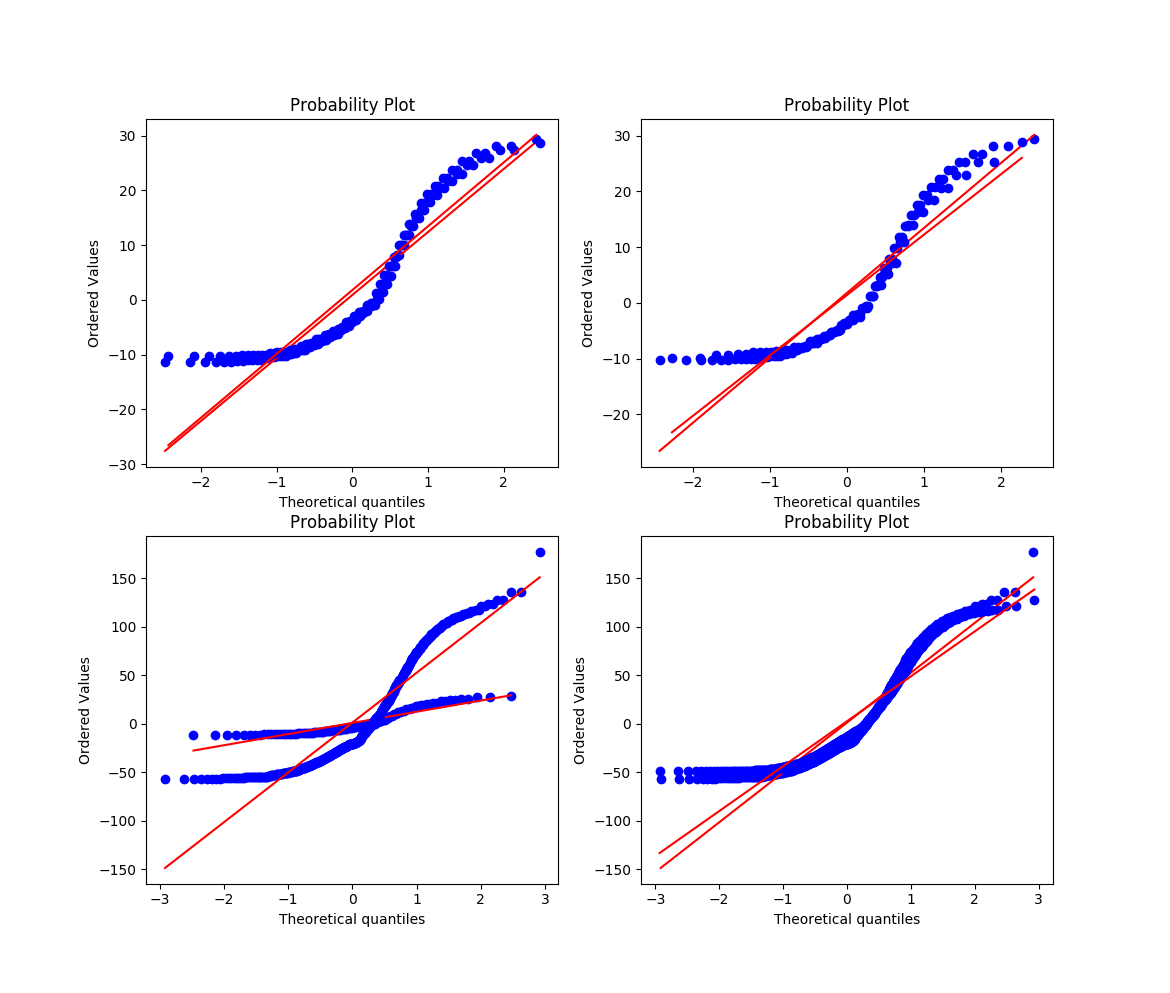 Probability Plot
30
20
10
0
−10
−20
−30
Ordered Values
−2 −1 0 1 2
Theoretical quantiles
Probability Plot
30
20
10
0
−10
−20
Ordered Values
−2 −1 0 1 2
Theoretical quantiles
Probability Plot
150
100
50
0
−50
−100
−150
Ordered Values
−3 −2 −1 0 1 2 3
Theoretical quantiles
Probability Plot
150
100
50
0
−50
−100
−150
Ordered Values
−3 −2 −1 0 1 2 3
Theoretical quantiles